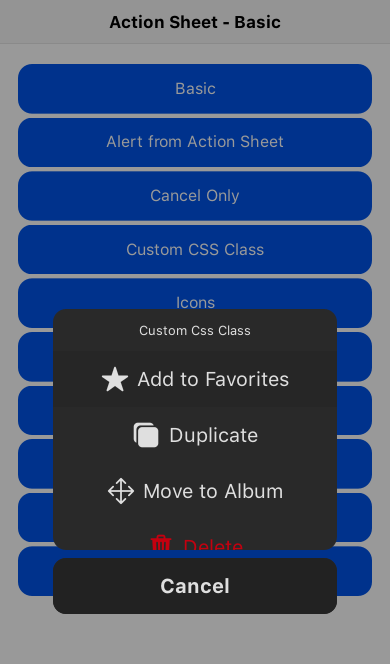 Action Sheet - Basic
Basic
Alert from Action Sheet
Cancel Only
Custom CSS Class
Icons
Custom Css Class
Add to Favorites
Duplicate
Move to Album
Delete
Cancel